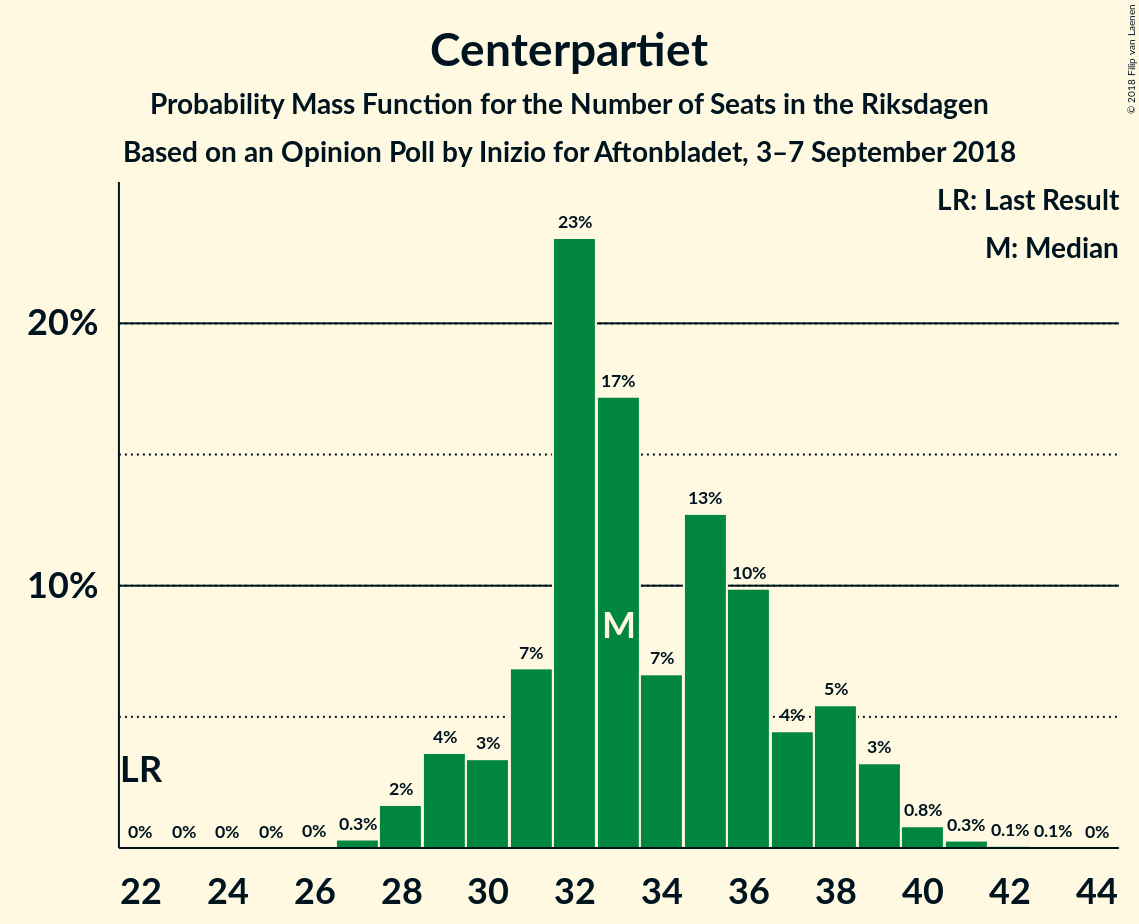 Centerpartiet
Probability Mass Function for the Number of Seats in the Riksdagen
Based on an Opinion Poll by Inizio for Aftonbladet, 3–7 September 2018
© 2018 Filip van Laenen
LR: Last Result
M: Median
20%
10%
0% 0% 0% 0% 0% 0.3% 2% 4% 3% 7% 23% 17% 7% 13% 10% 4% 5% 3% 0.8% 0.3% 0.1% 0.1% 0%
M
LR
22 24 26 28 30 32 34 36 38 40 42 44